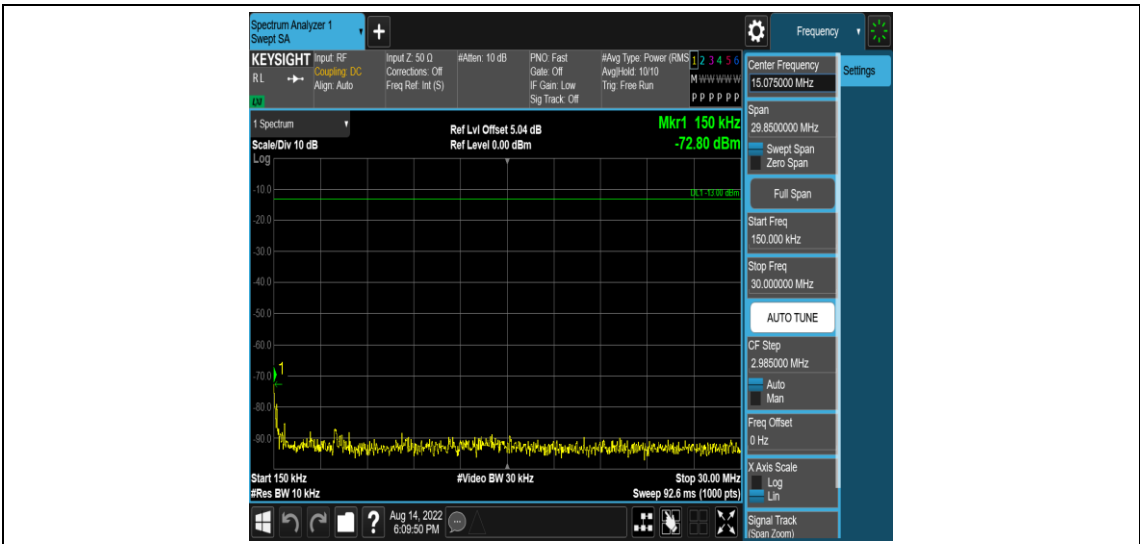 Spectrum Analyzer 1
Swept SA
Frequency
KEYSIGHT
RL
LXI
Input: RF
Coupling: DC
Align: Auto
Input Z: 50 Ω
Corrections: Off
Freq Ref: Int (S)
#Atten: 10 dB
PNO: Fast
Gate: Off
IF Gain: Low
Sig Track: Off
#Avg Type: Power (RMS
Avg|Hold: 10/10
Trig: Free Run
1 2 3 4 5 6
M W W W W W
P P P P P P
1 Spectrum
Scale/Div 10 dB
Log
Ref Lvl Offset 5.04 dB
Ref Level 0.00 dBm
Mkr1 150 kHz
-72.80 dBm
DL1 -13.00 dBm
-10.0
-20.0
-30.0
-40.0
-50.0
-60.0
-70.0
-80.0
-90.0
1
Start 150 kHz
#Res BW 10 kHz
#Video BW 30 kHz
Stop 30.00 MHz
Sweep 92.6 ms (1000 pts)
?
Aug 14, 2022
6:09:50 PM
Center Frequency
15.075000 MHz
Settings
Span
29.8500000 MHz
Swept Span
Zero Span
Full Span
Start Freq
150.000 kHz
Stop Freq
30.000000 MHz
AUTO TUNE
CF Step
2.985000 MHz
Auto
Man
Freq Offset
0 Hz
X Axis Scale
Log
Lin
Signal Track
(Span Zoom)